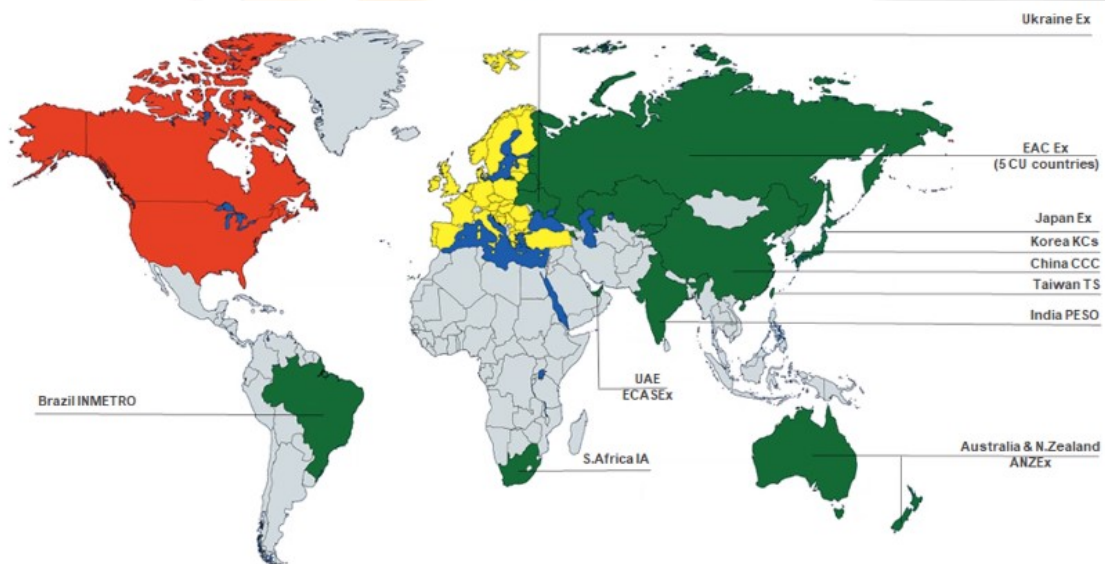 Ukraine Ex
EAC Ex
(5 CU countries)
Japan Ex
Korea KCs
China CCC
Taiwan TS
India PESO
UAE
ECASEx
Brazil INMETRO
S.Africa IA
Australia & N.Zealand
ANZEx